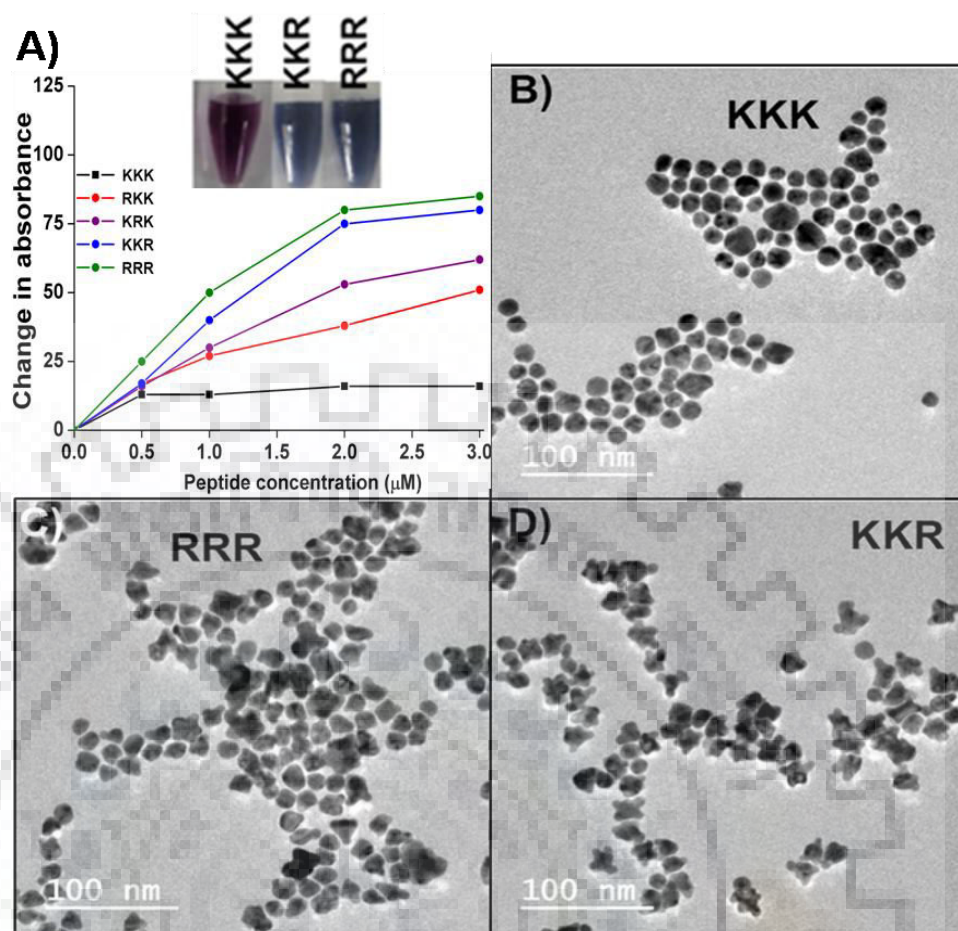 A)
KKK
KKR
RRR
125
100
75
50
25
0
Change in absorbance
KKK
RKK
KRK
KKR
RRR
0.0 0.5 1.0 1.5 2.0 2.5 3.0
Peptide concentration (μM)
B)
KKK
100 nm
C)
RRR
100 nm
D)
KKR
100 nm